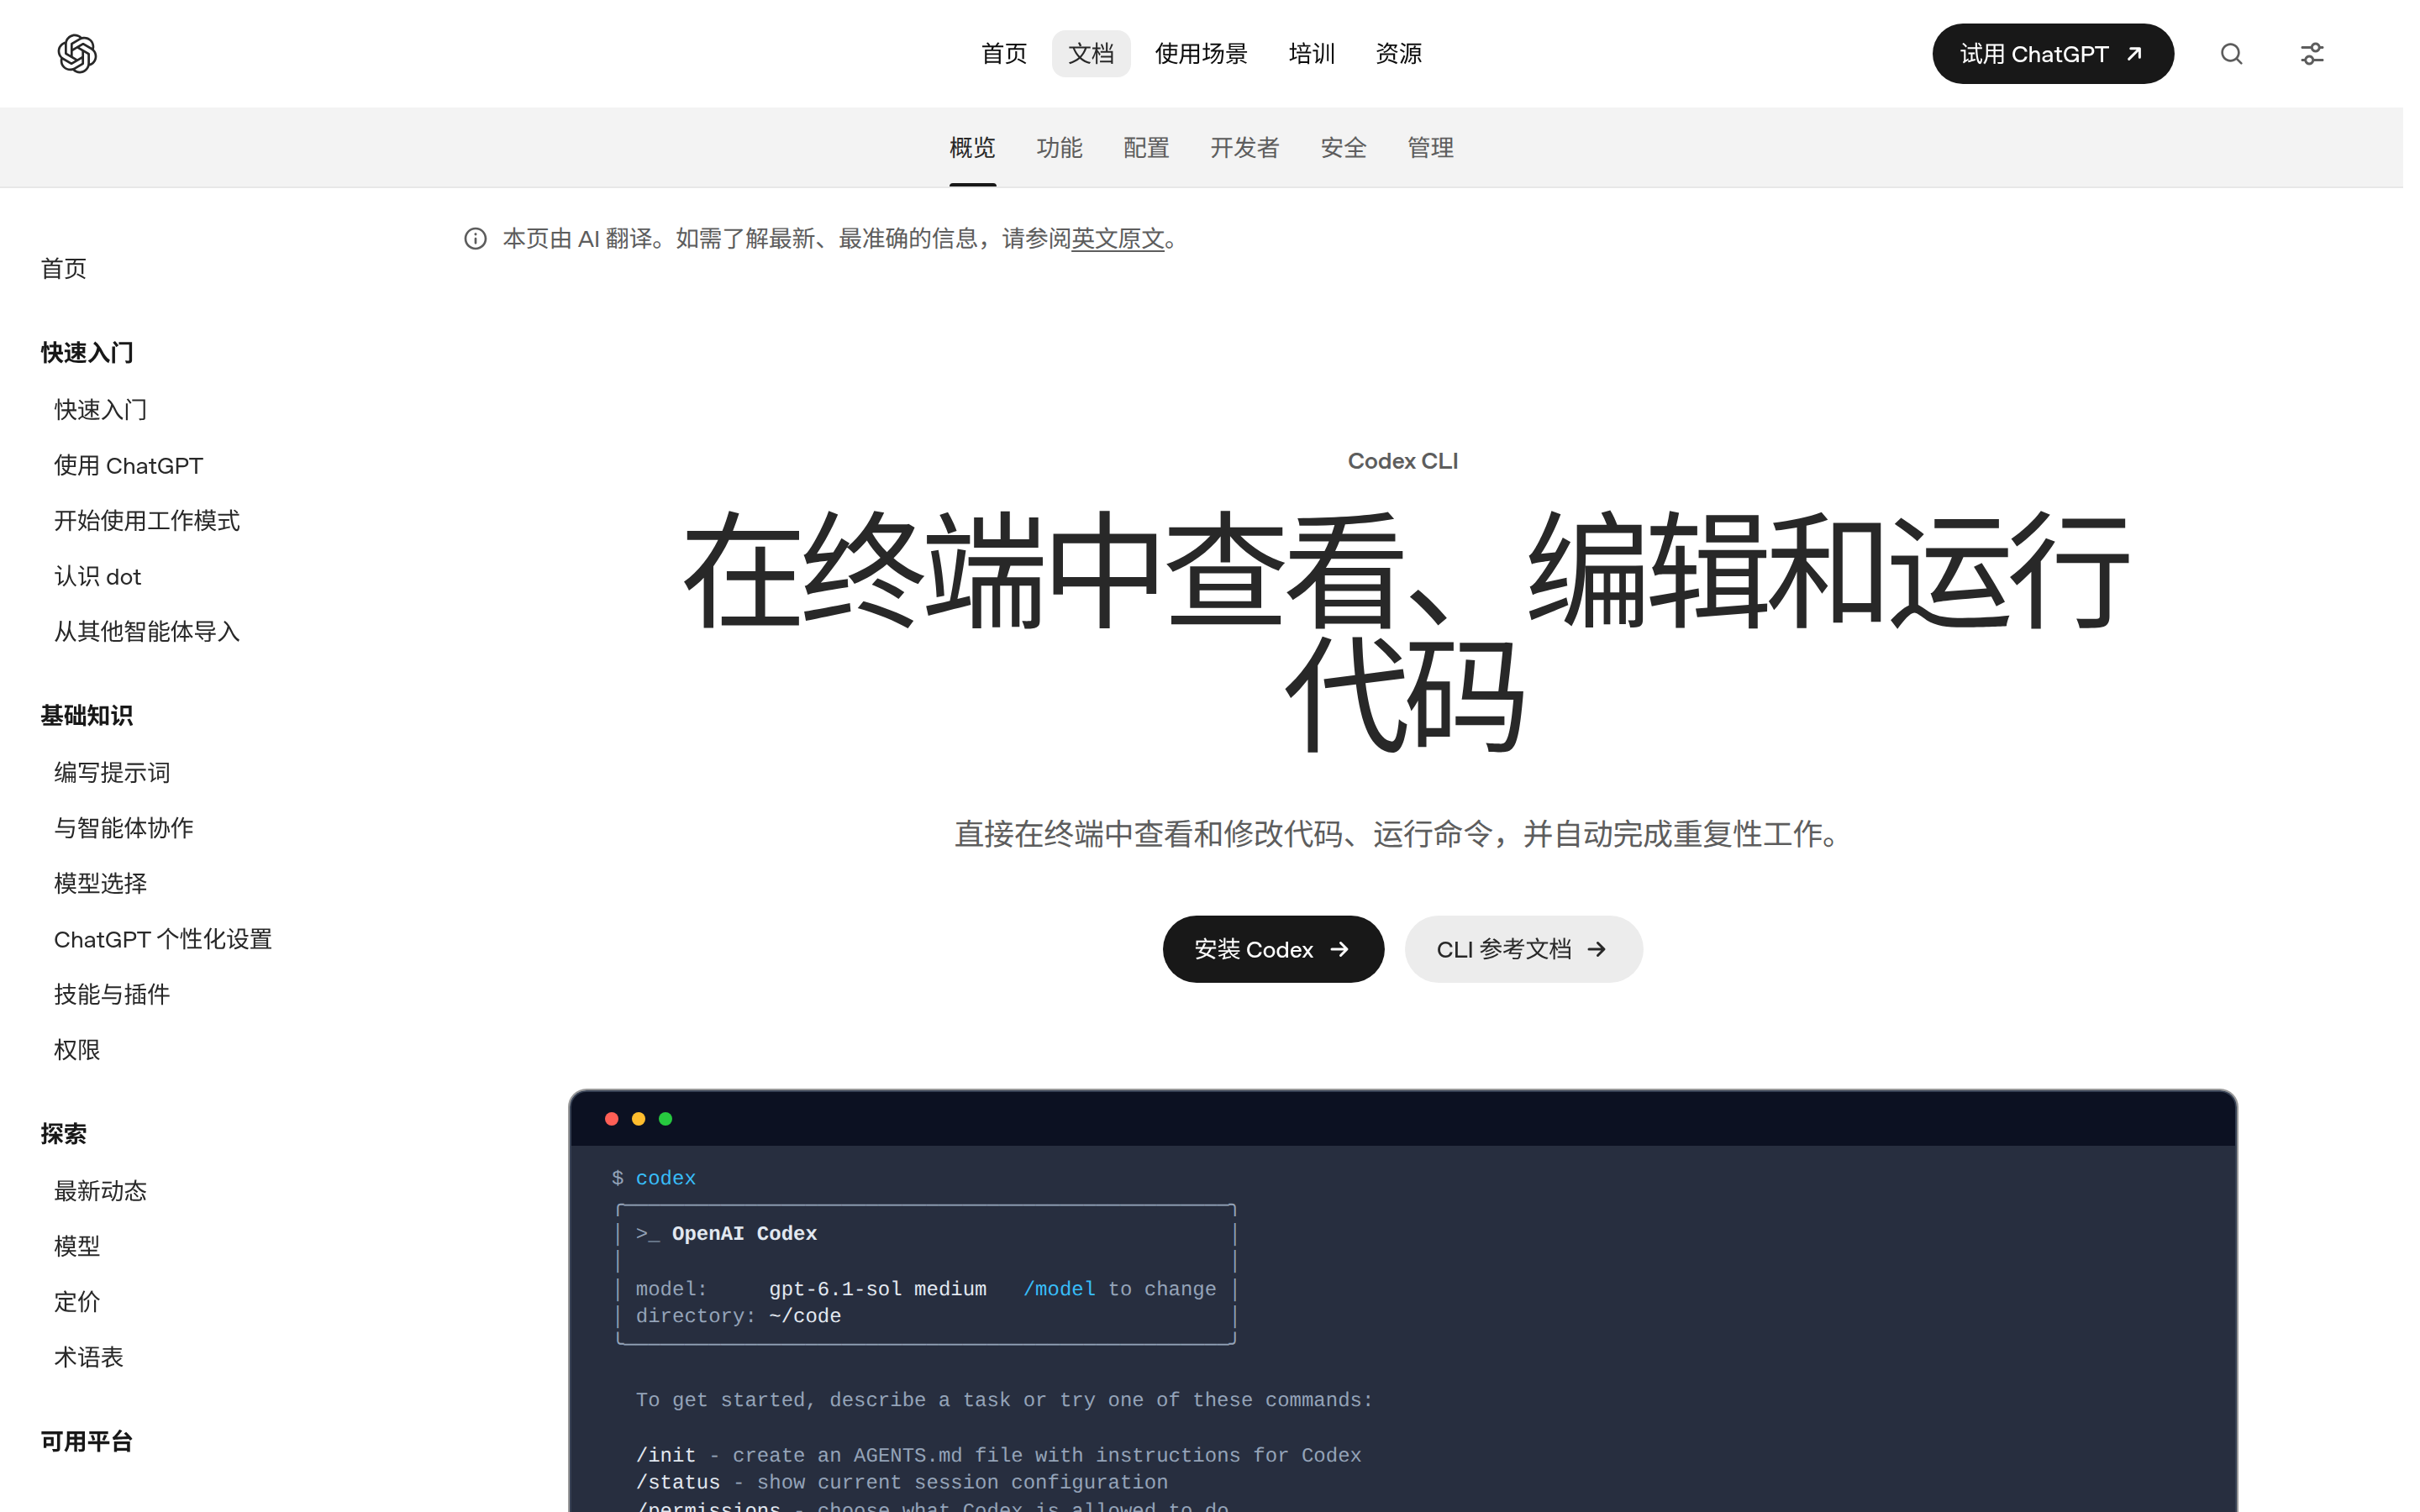 首页 文档 使用场景 培训 资源 试用 ChatGPT
概览 功能 配置 开发者 安全 管理
本页由 AI 翻译。如需了解最新、最准确的信息，请参阅英文原文。
首页
快速入门
快速入门
使用 ChatGPT
开始使用工作模式
认识 dot
从其他智能体导入
基础知识
编写提示词
与智能体协作
模型选择
ChatGPT 个性化设置
技能与插件
权限
探索
最新动态
模型
定价
术语表
可用平台
Codex CLI
在终端中查看、编辑和运行
代码
直接在终端中查看和修改代码、运行命令，并自动完成重复性工作。
安装 Codex CLI 参考文档
$ codex
>_ OpenAI Codex
model: gpt-6.1-sol medium /model to change
directory: ~/code
To get started, describe a task or try one of these commands:
/init - create an AGENTS.md file with instructions for Codex
/status - show current session configuration
/permissions - choose what Codex is allowed to do